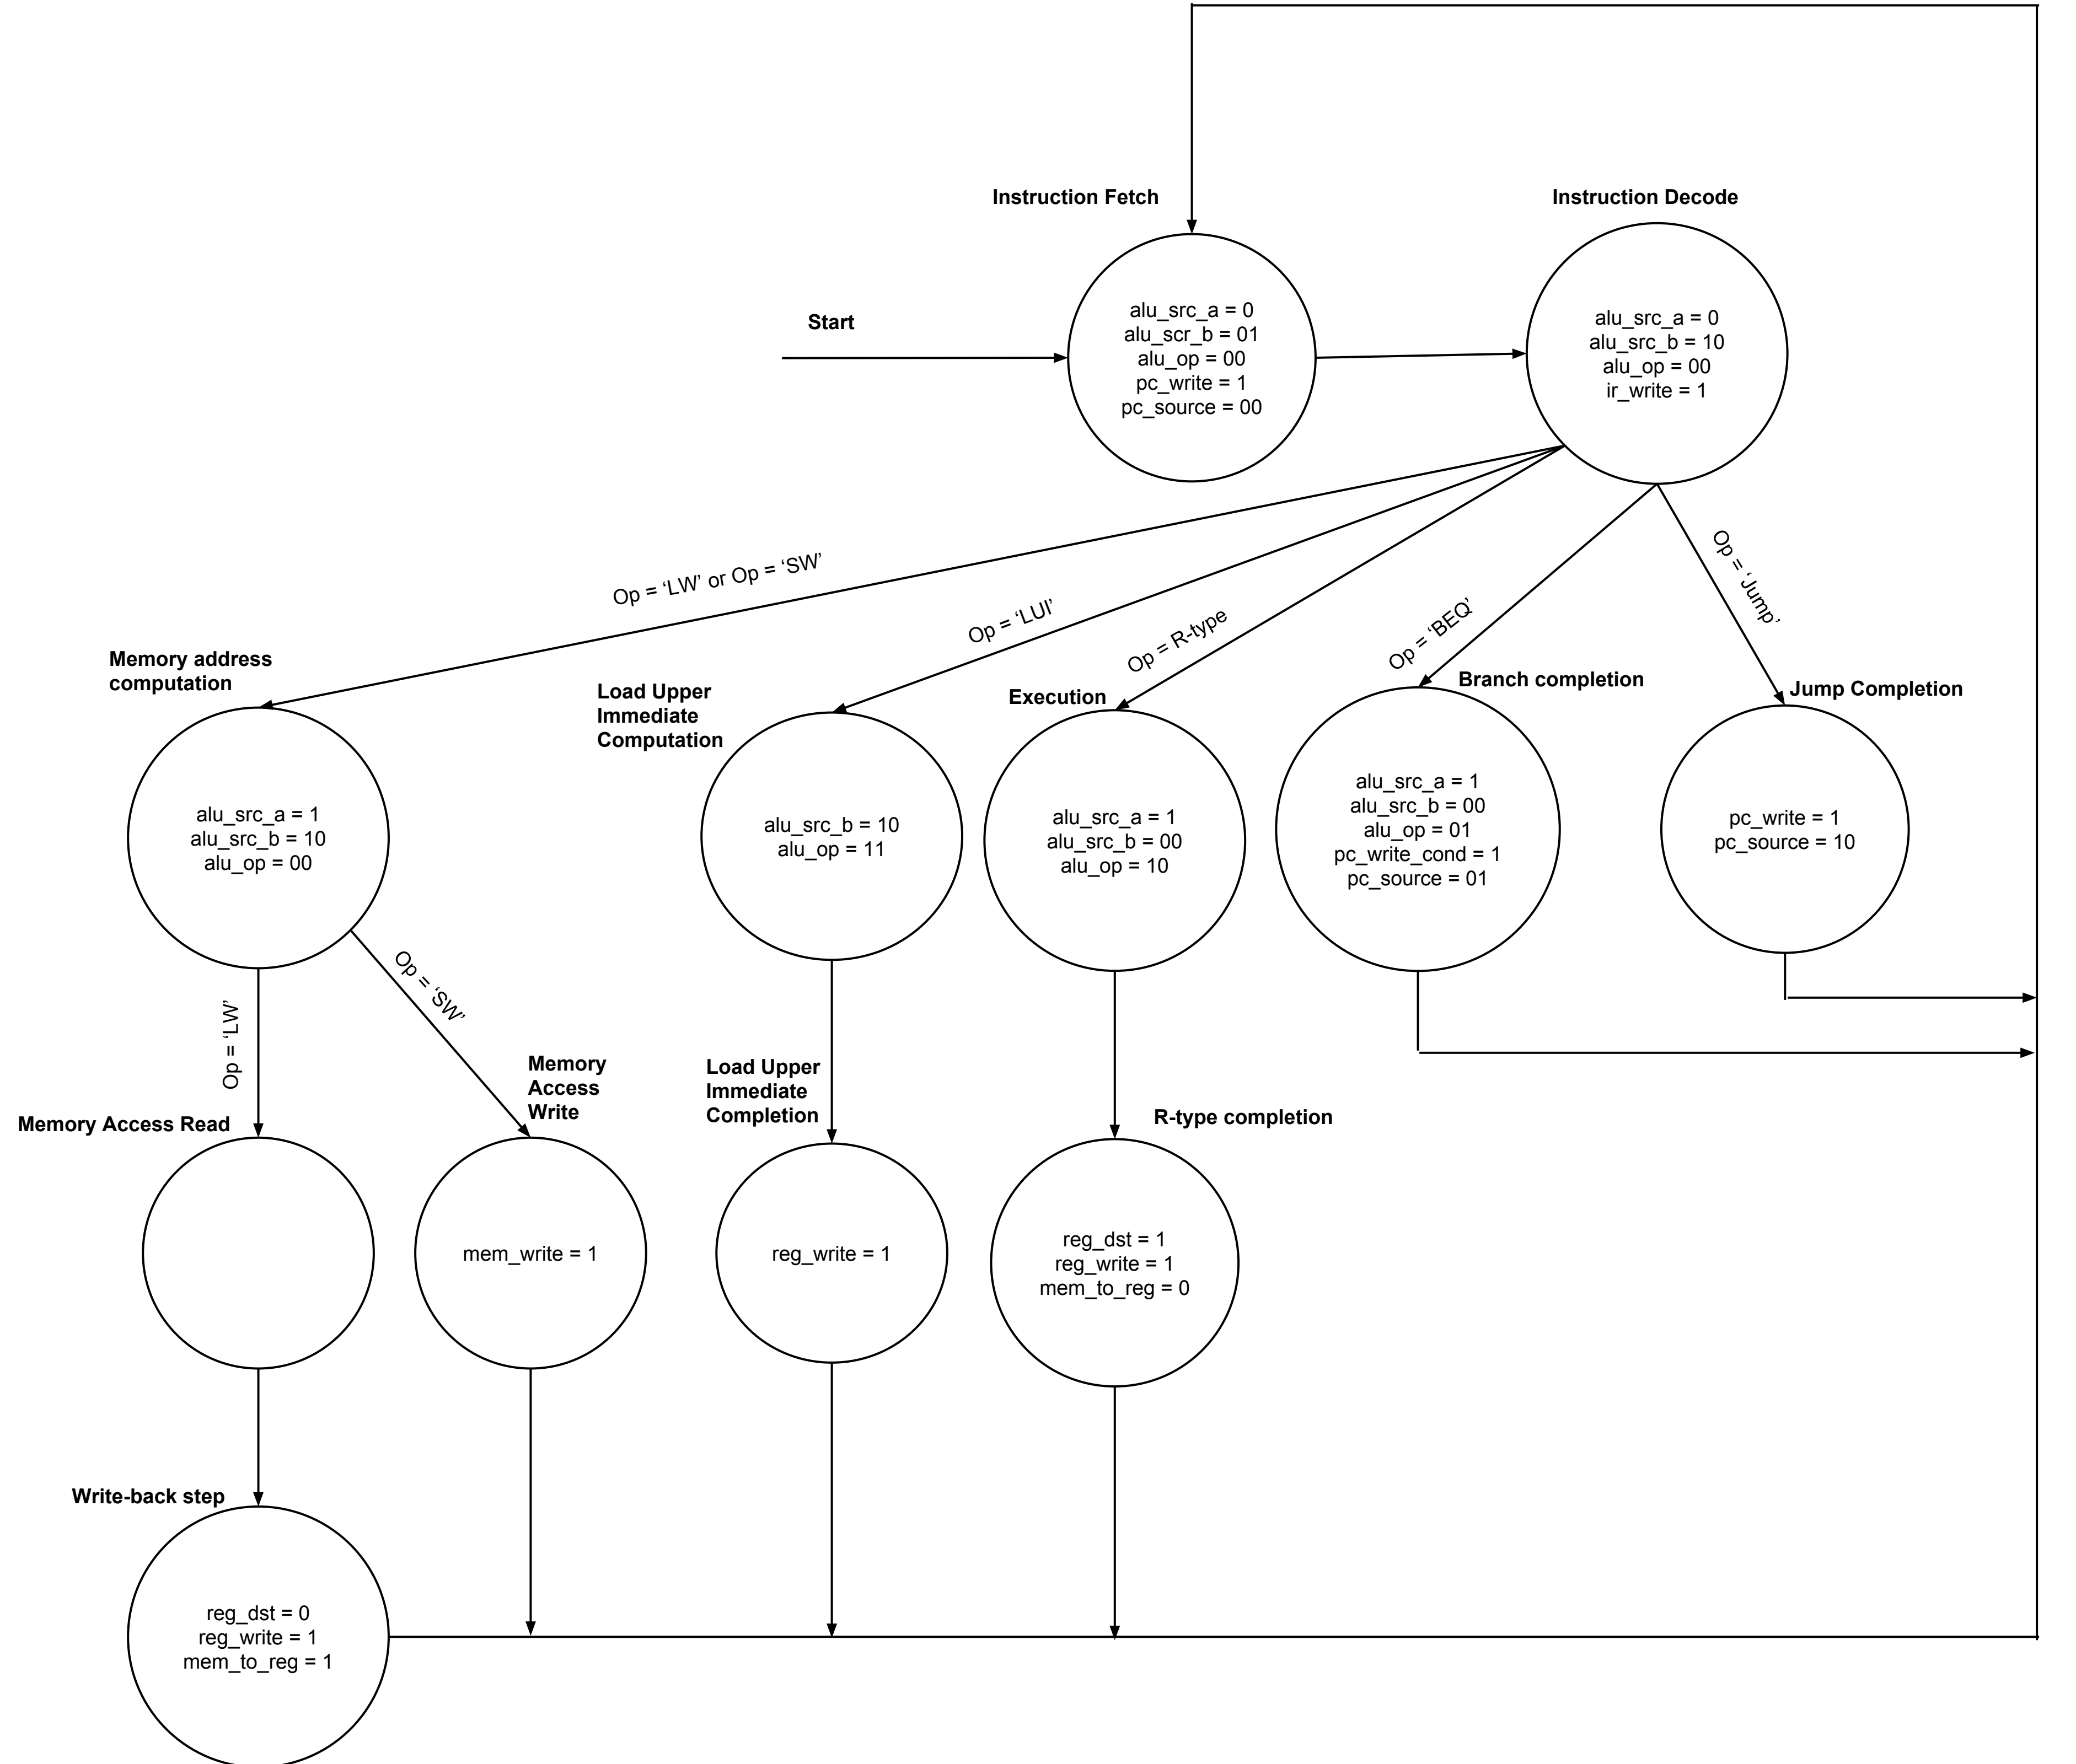 Instruction Fetch
Instruction Decode
Start
alu_src_a = 0
alu_scr_b = 01
alu_op = 00
pc_write = 1
pc_source = 00
alu_src_a = 0
alu_src_b = 10
alu_op = 00
ir_write = 1
Op = ‘LW’ or Op = ‘SW’
Op = ‘LUI’
Op = R-type
Op = ‘BEQ’
Op = ‘Jump’
Memory address
computation
Load Upper
Immediate
Computation
Execution
Branch completion
Jump Completion
alu_src_a = 1
alu_src_b = 10
alu_op = 00
alu_src_b = 10
alu_op = 11
alu_src_a = 1
alu_src_b = 00
alu_op = 10
alu_src_a = 1
alu_src_b = 00
alu_op = 01
pc_write_cond = 1
pc_source = 01
pc_write = 1
pc_source = 10
Op = ‘LW’
Op = ‘SW’
Memory Access Read
Memory
Access
Write
Load Upper
Immediate
Completion
R-type completion
mem_write = 1
reg_write = 1
reg_dst = 1
reg_write = 1
mem_to_reg = 0
Write-back step
reg_dst = 0
reg_write = 1
mem_to_reg = 1